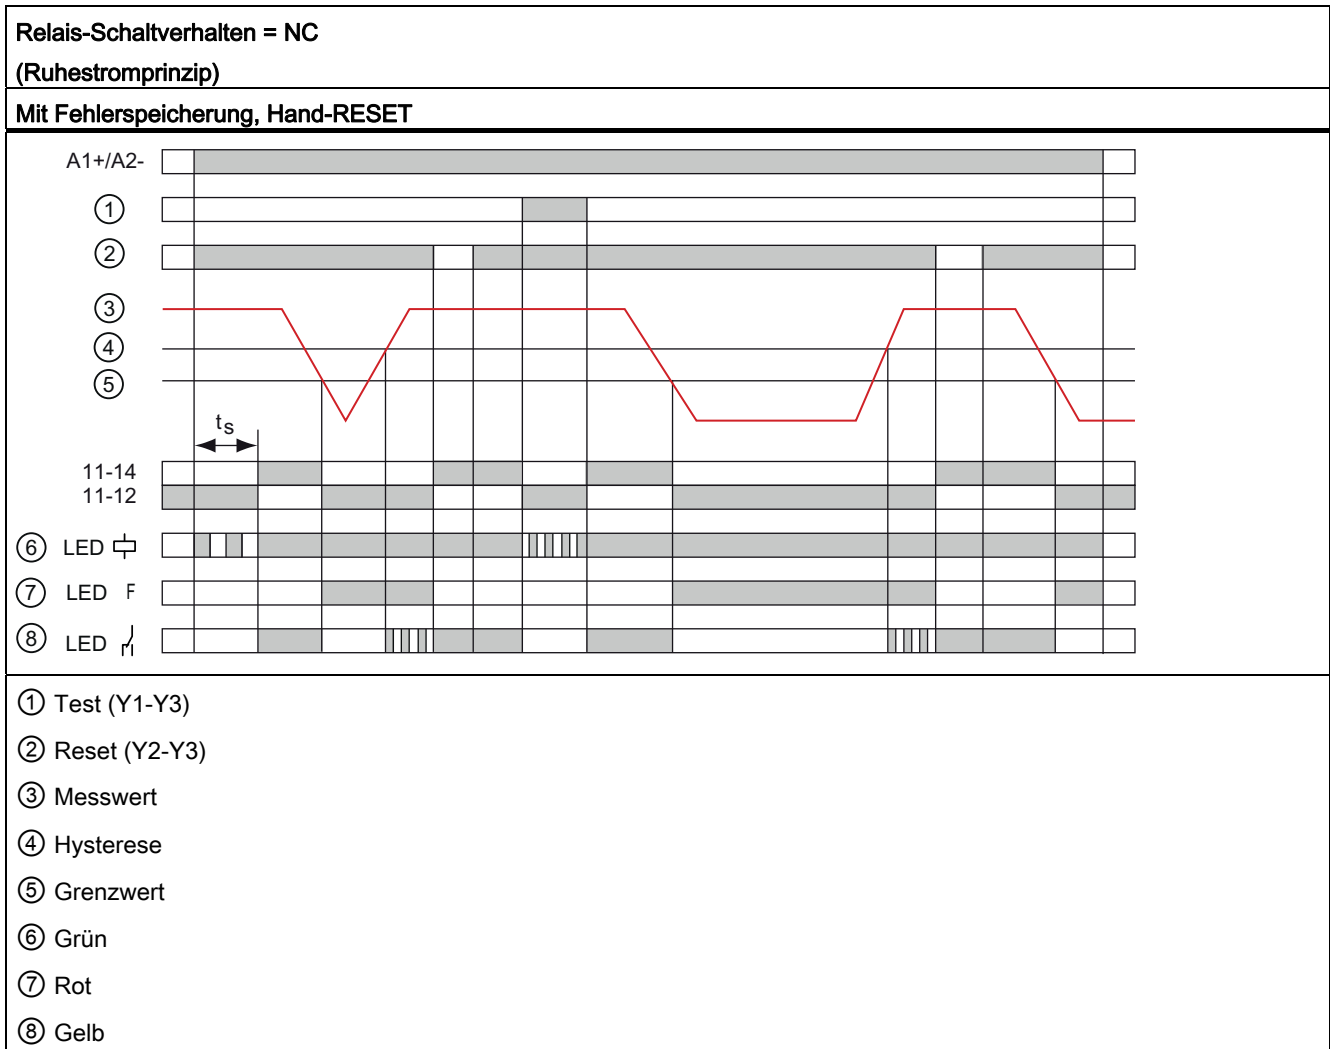 Relais-Schaltverhalten = NC
(Ruhestromprinzip)
Mit Fehlerspeicherung, Hand-RESET
A1+/A2-
①
②
③
④
⑤
ts
11-14
11-12
⑥ LED
⑦ LED F
⑧ LED
① Test (Y1-Y3)
② Reset (Y2-Y3)
③ Messwert
④ Hysterese
⑤ Grenzwert
⑥ Grün
⑦ Rot
⑧ Gelb